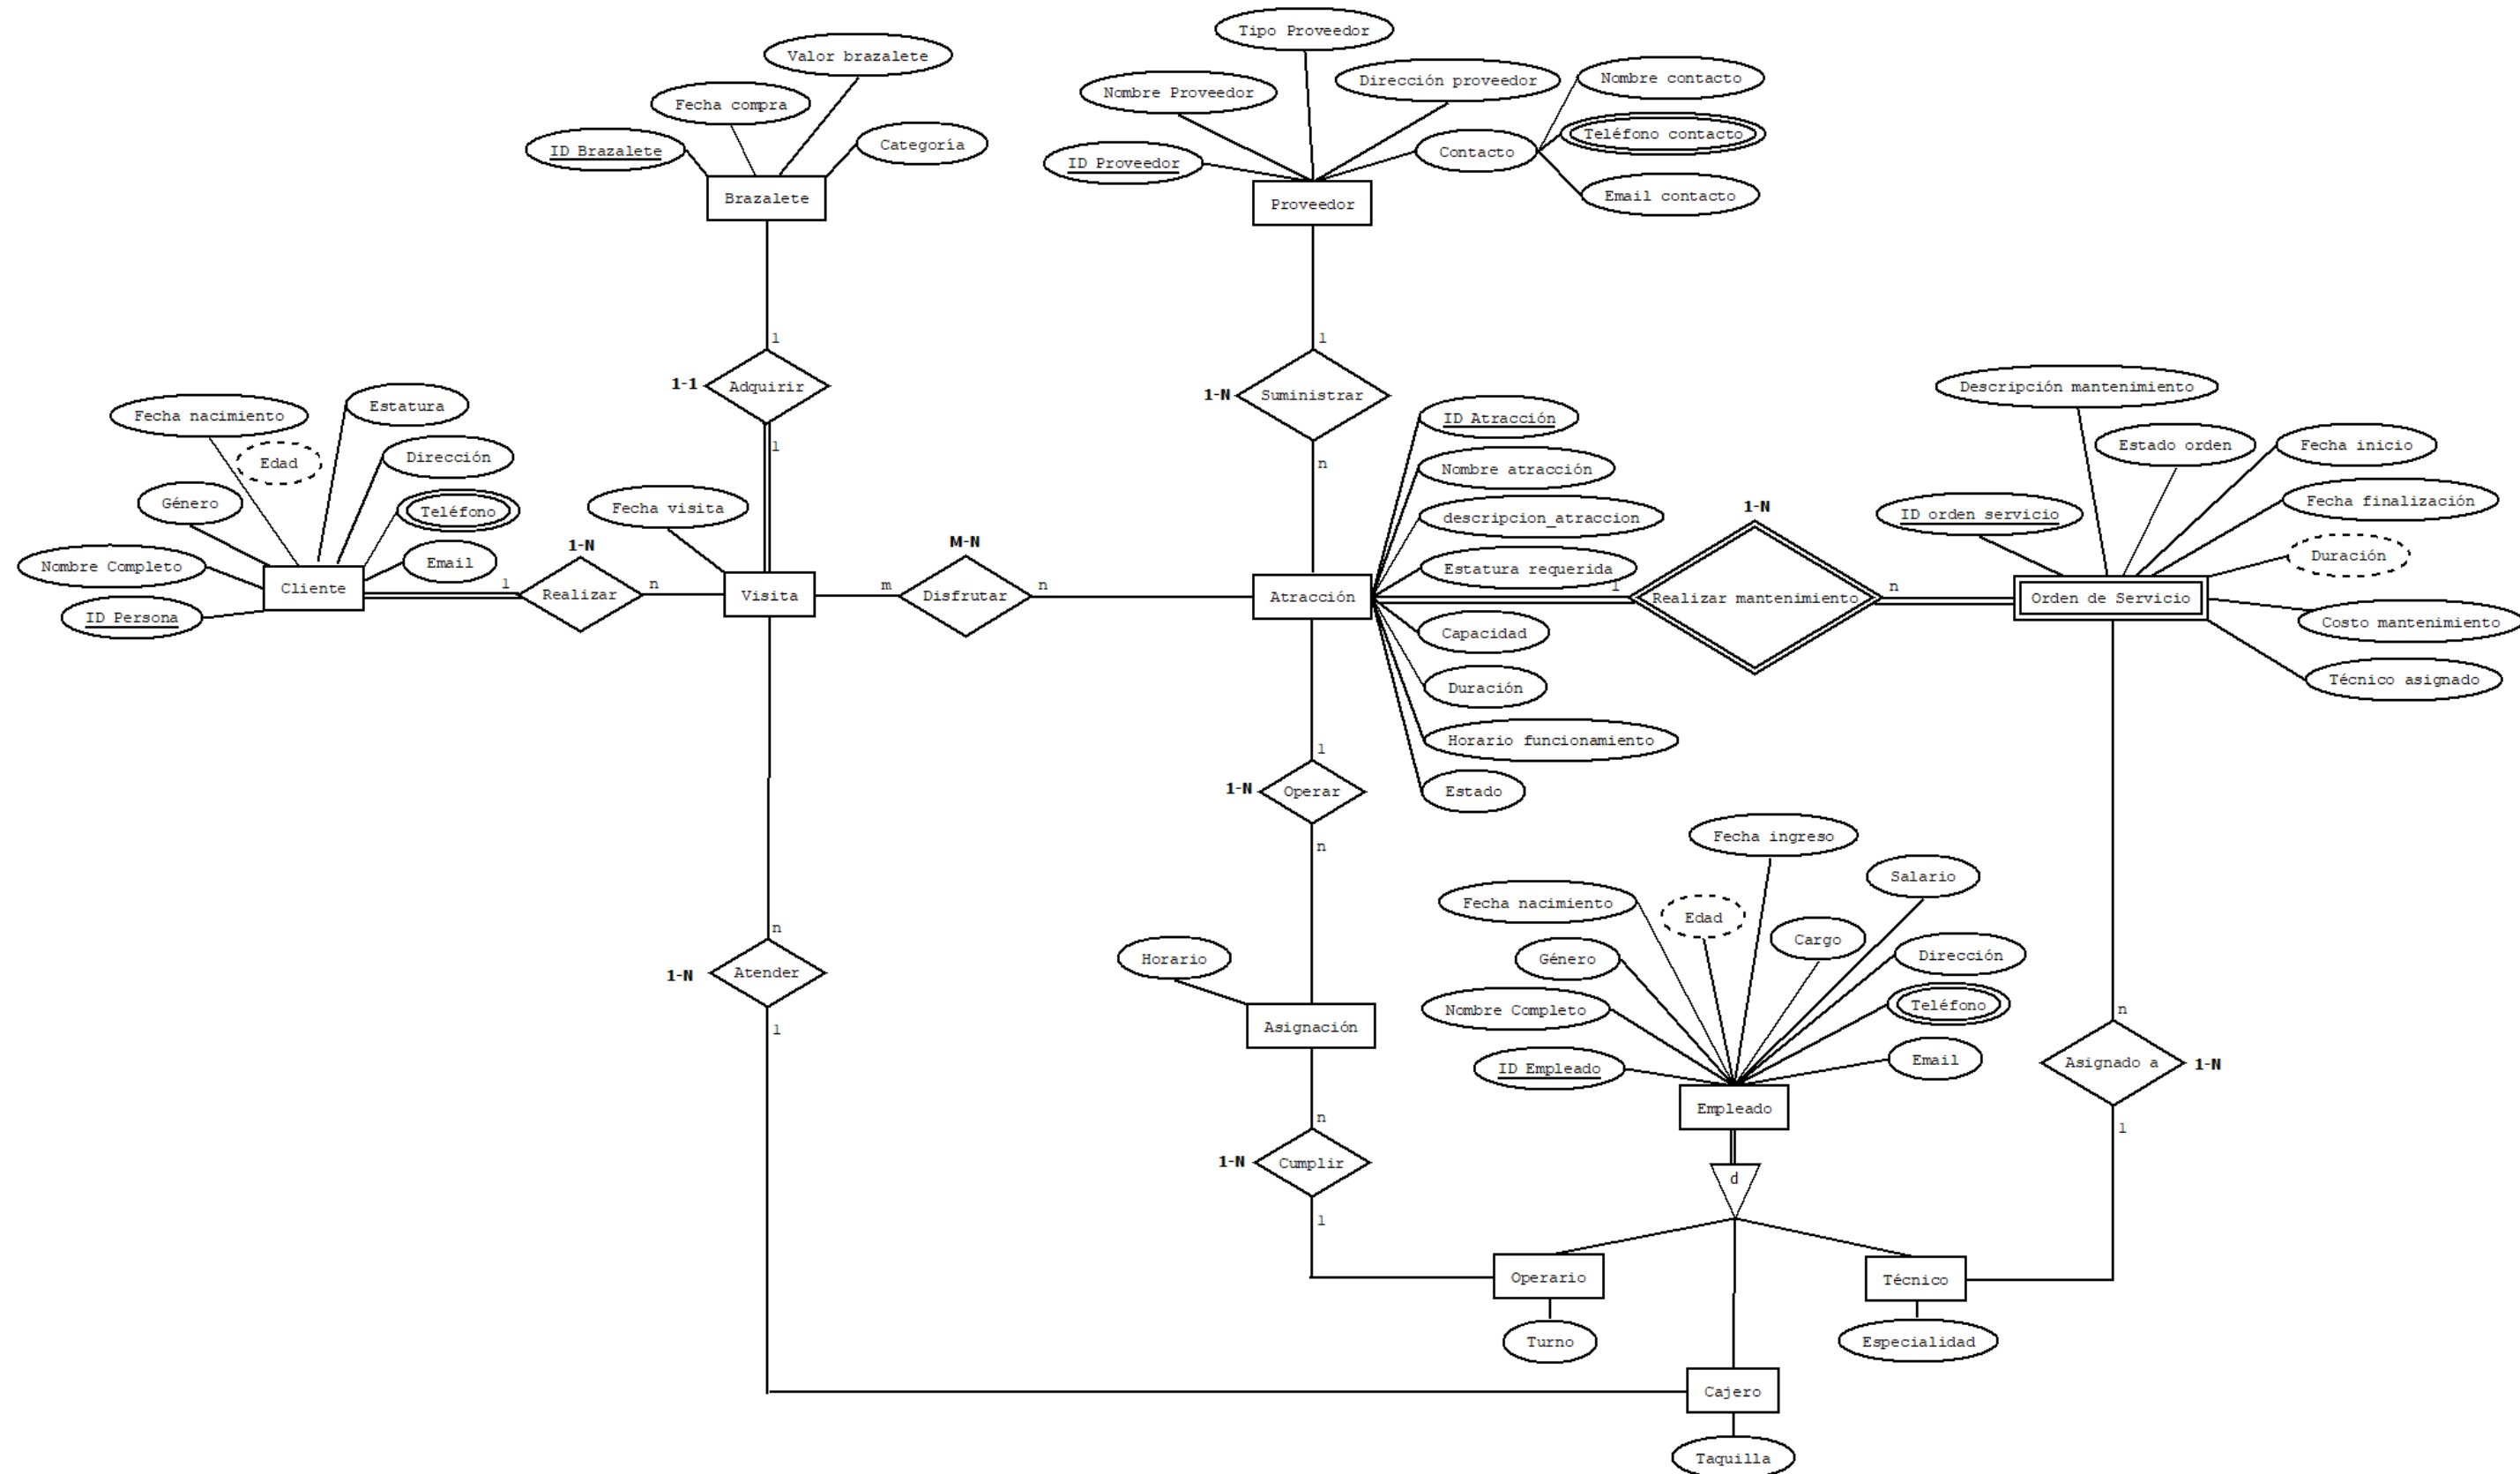 Tipo Proveedor
Valor brazalete
Nombre contacto
Dirección proveedor
Nombre Proveedor
Fecha compra
Teléfono contacto
Categoría
ID Brazalete
Contacto
ID Proveedor
Email contacto
Brazalete
Proveedor
1
1
1-1
Adquirir
1-N
Suministrar
Descripción mantenimiento
Estatura
Fecha nacimiento
ID Atracción
1
Estado orden
Fecha inicio
Dirección
Edad
n
Nombre atracción
Fecha finalización
Género
Fecha visita
Teléfono
1-N
ID orden servicio
descripcion_atraccion
1-N
M-N
Duración
Email
Nombre Completo
Estatura requerida
Cliente
1
Realizar
n
Visita
m
Disfrutar
n
Atracción
1
Realizar mantenimiento
n
Orden de Servicio
ID Persona
Costo mantenimiento
Capacidad
Técnico asignado
Duración
Horario funcionamiento
1
1-N
Operar
Estado
n
Fecha ingreso
Salario
Fecha nacimiento
Edad
n
Cargo
Horario
Género
Dirección
1-N
Atender
Teléfono
Nombre Completo
n
1
Asignación
Email
ID Empleado
Asignado a
1-N
Empleado
n
1
1-N
Cumplir
d
1
Operario
Técnico
Turno
Especialidad
Cajero
Taquilla